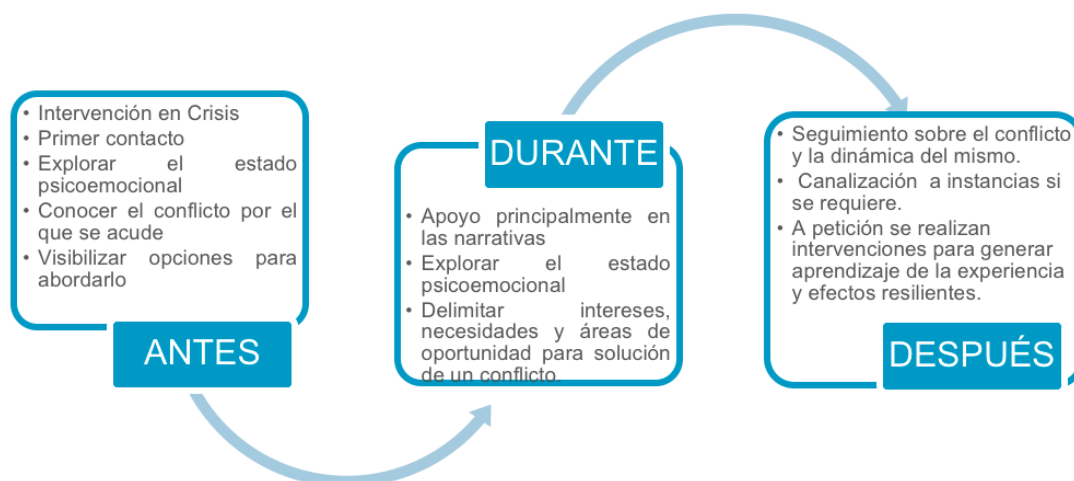 • Intervención en Crisis
• Primer contacto
• Explorar el estado
psicoemocional
• Conocer el conflicto por el
que se acude
• Visibilizar opciones para
abordarlo
ANTES
DURANTE
• Apoyo principalmente en
las narrativas
• Explorar el estado
psicoemocional
• Delimitar intereses,
necesidades y áreas de
oportunidad para solución
de un conflicto.
• Seguimiento sobre el conflicto
y la dinámica del mismo.
• Canalización a instancias si
se requiere.
• A petición se realizan
intervenciones para generar
aprendizaje de la experiencia
y efectos resilientes.
DESPUÉS